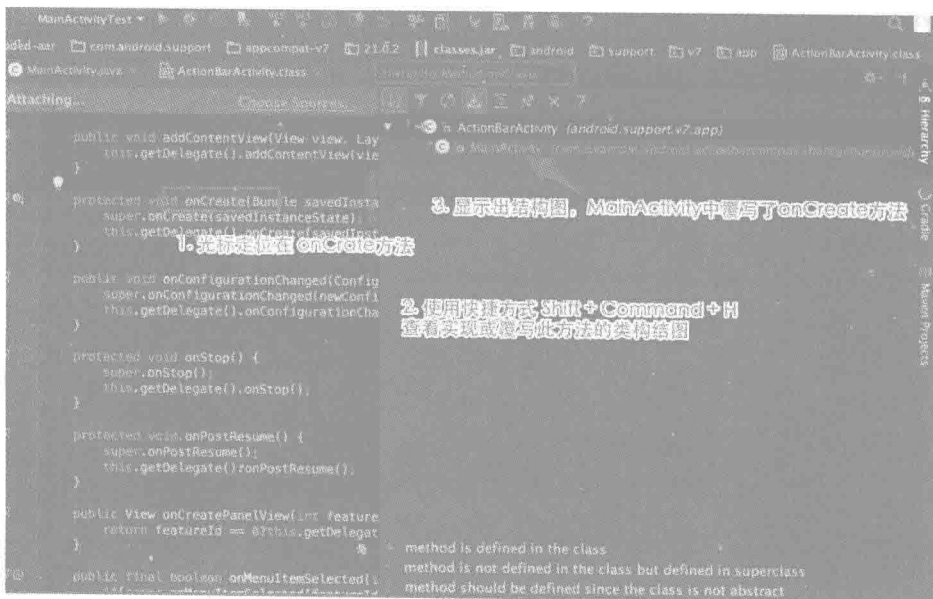 MainActivityTest
ded-aar com.android.support appcompat-v7 21.0.2 classes.jar android support v7 app ActionBarActivity.class
MainActivity.java ActionBarActivity.class
Attaching... Choose Sources...
ActionBarActivity (android.support.v7.app)
MainActivity
public void addContentView(View view, Lay
this.getDelegate().addContentView(vie
}
protected void onCreate(Bundle savedInsta
super.onCreate(savedInstanceState);
this.getDelegate().onCreate(savedInst
}
1. 光标定位在 onCrate方法
3. 显示出结构图，MainActivity中覆写了onCreate方法
public void onConfigurationChanged(Config
super.onConfigurationChanged(newConfi
this.getDelegate().onConfigurationCha
}
2. 使用快捷方式 Shift + Command + H
查看实现或覆写此方法的类构结图
protected void onStop() {
super.onStop();
this.getDelegate().onStop();
}
protected void onPostResume() {
super.onPostResume();
this.getDelegate().onPostResume();
}
public View onCreatePanelView(int feature
return featureId == 0?this.getDelegat
}
public final boolean onMenuItemSelected(i
method is defined in the class
method is not defined in the class but defined in superclass
method should be defined since the class is not abstract
Hierarchy
Gradle
Maven Projects